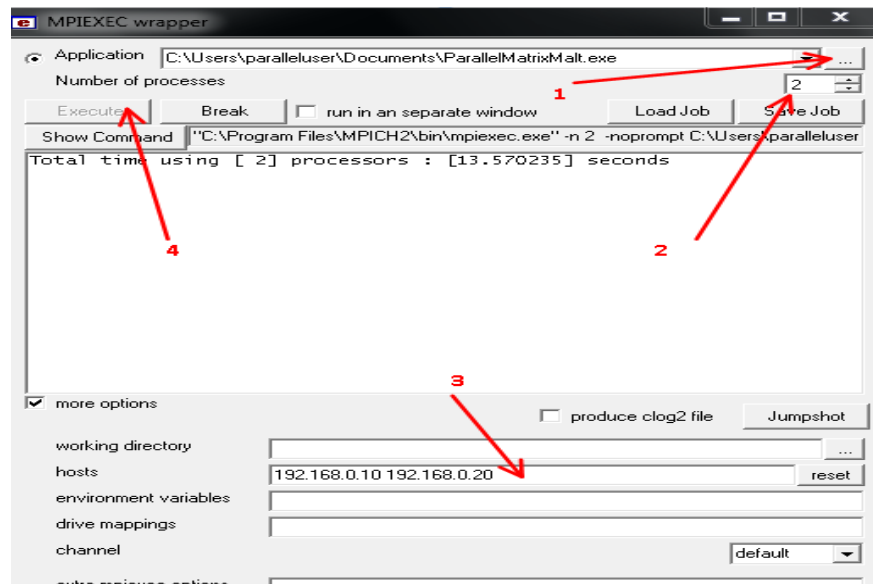 e MPIEXEC wrapper
Application C:\Users\paralleluser\Documents\ParallelMatrixMalt.exe ...
Number of processes 1 2
Execute Break run in an separate window Load Job Save Job
Show Command "C:\Program Files\MPICH2\bin\mpiexec.exe" -n 2 -noprompt C:\Users\paralleluser
Total time using [ 2] processors : [13.570235] seconds
4 2
3
more options
produce clog2 file Jumpshot
working directory ...
hosts 192.168.0.10 192.168.0.20 reset
environment variables
drive mappings
channel default